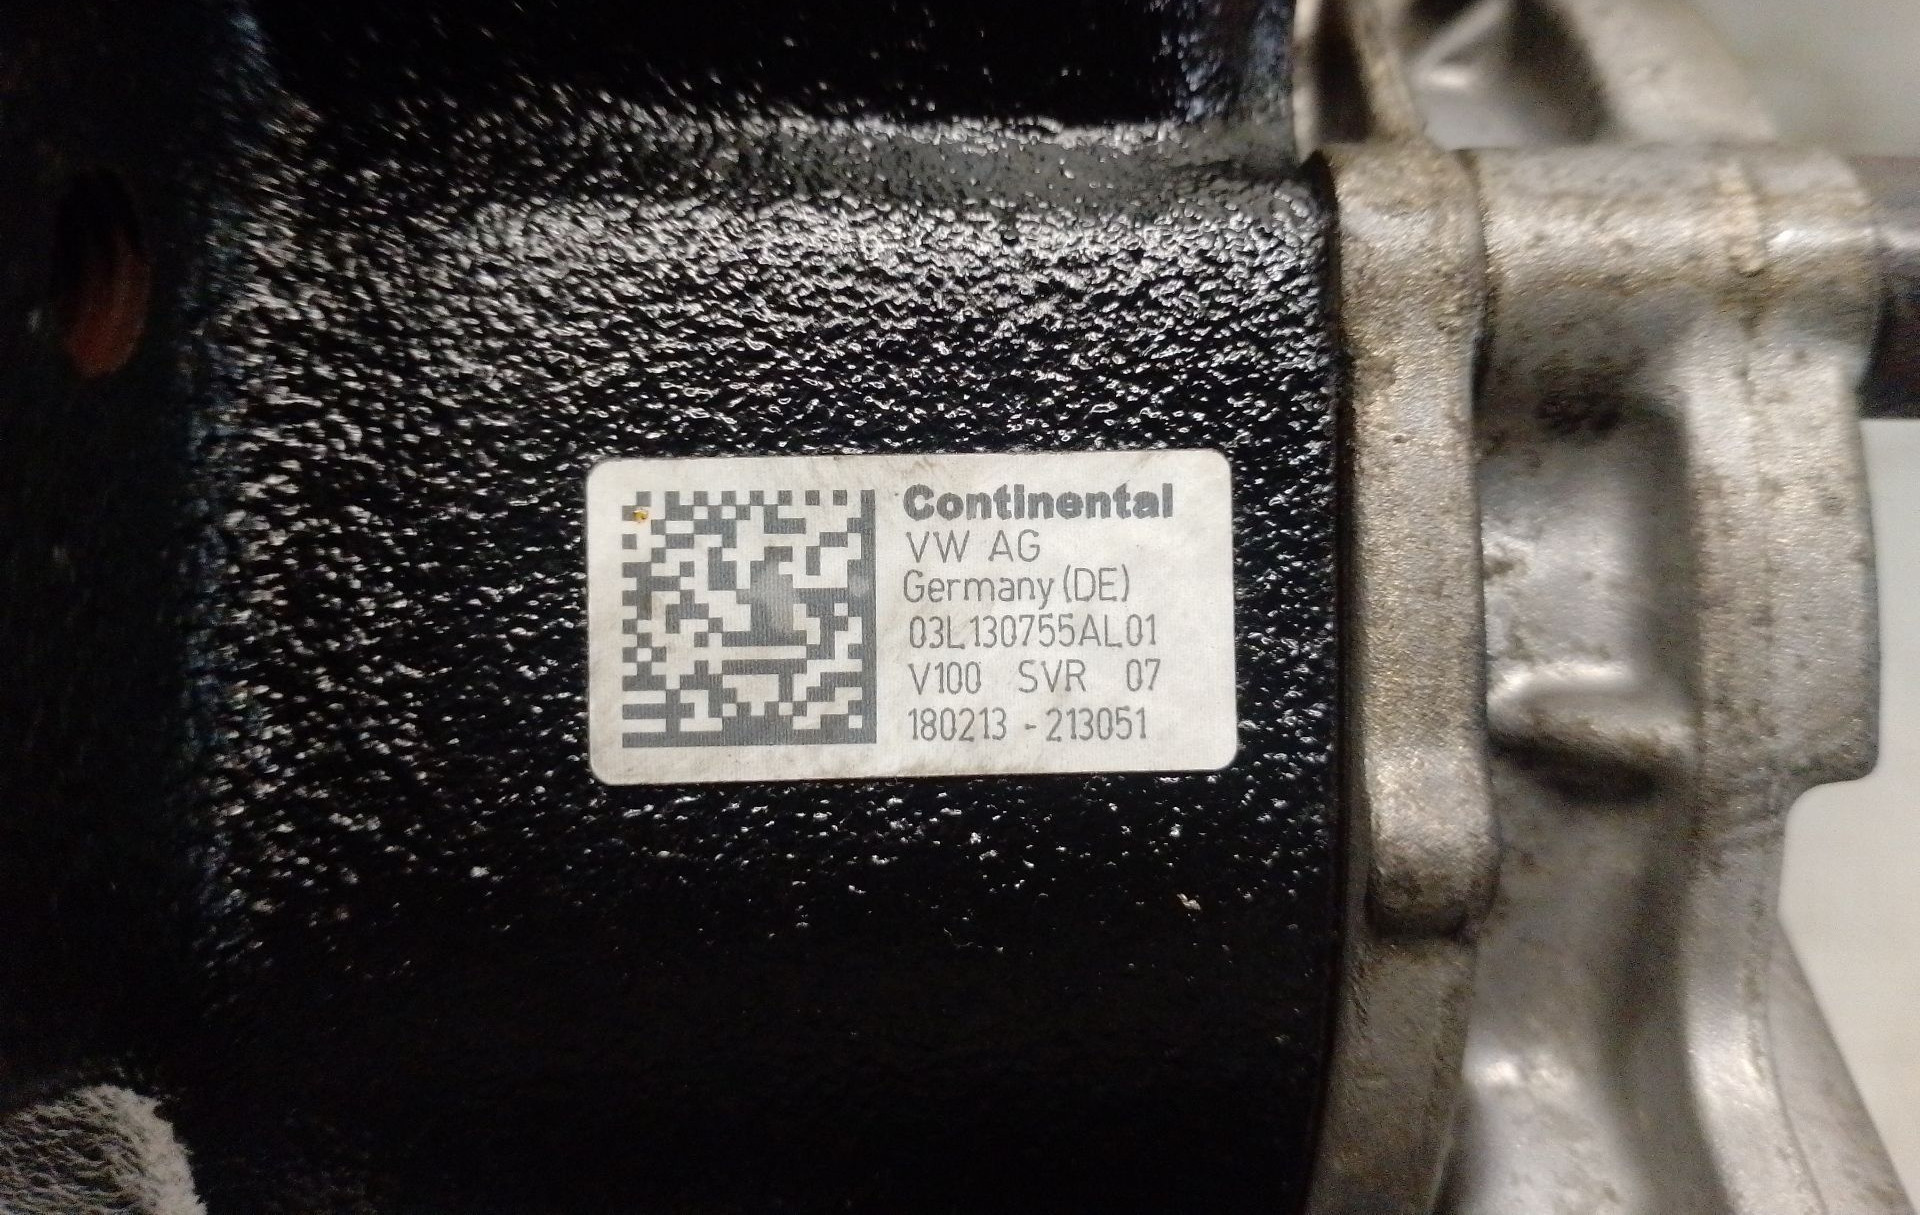 Continental
VW AG
Germany (DE)
03L130755AL01
V100 SVR 07
180213 - 213051